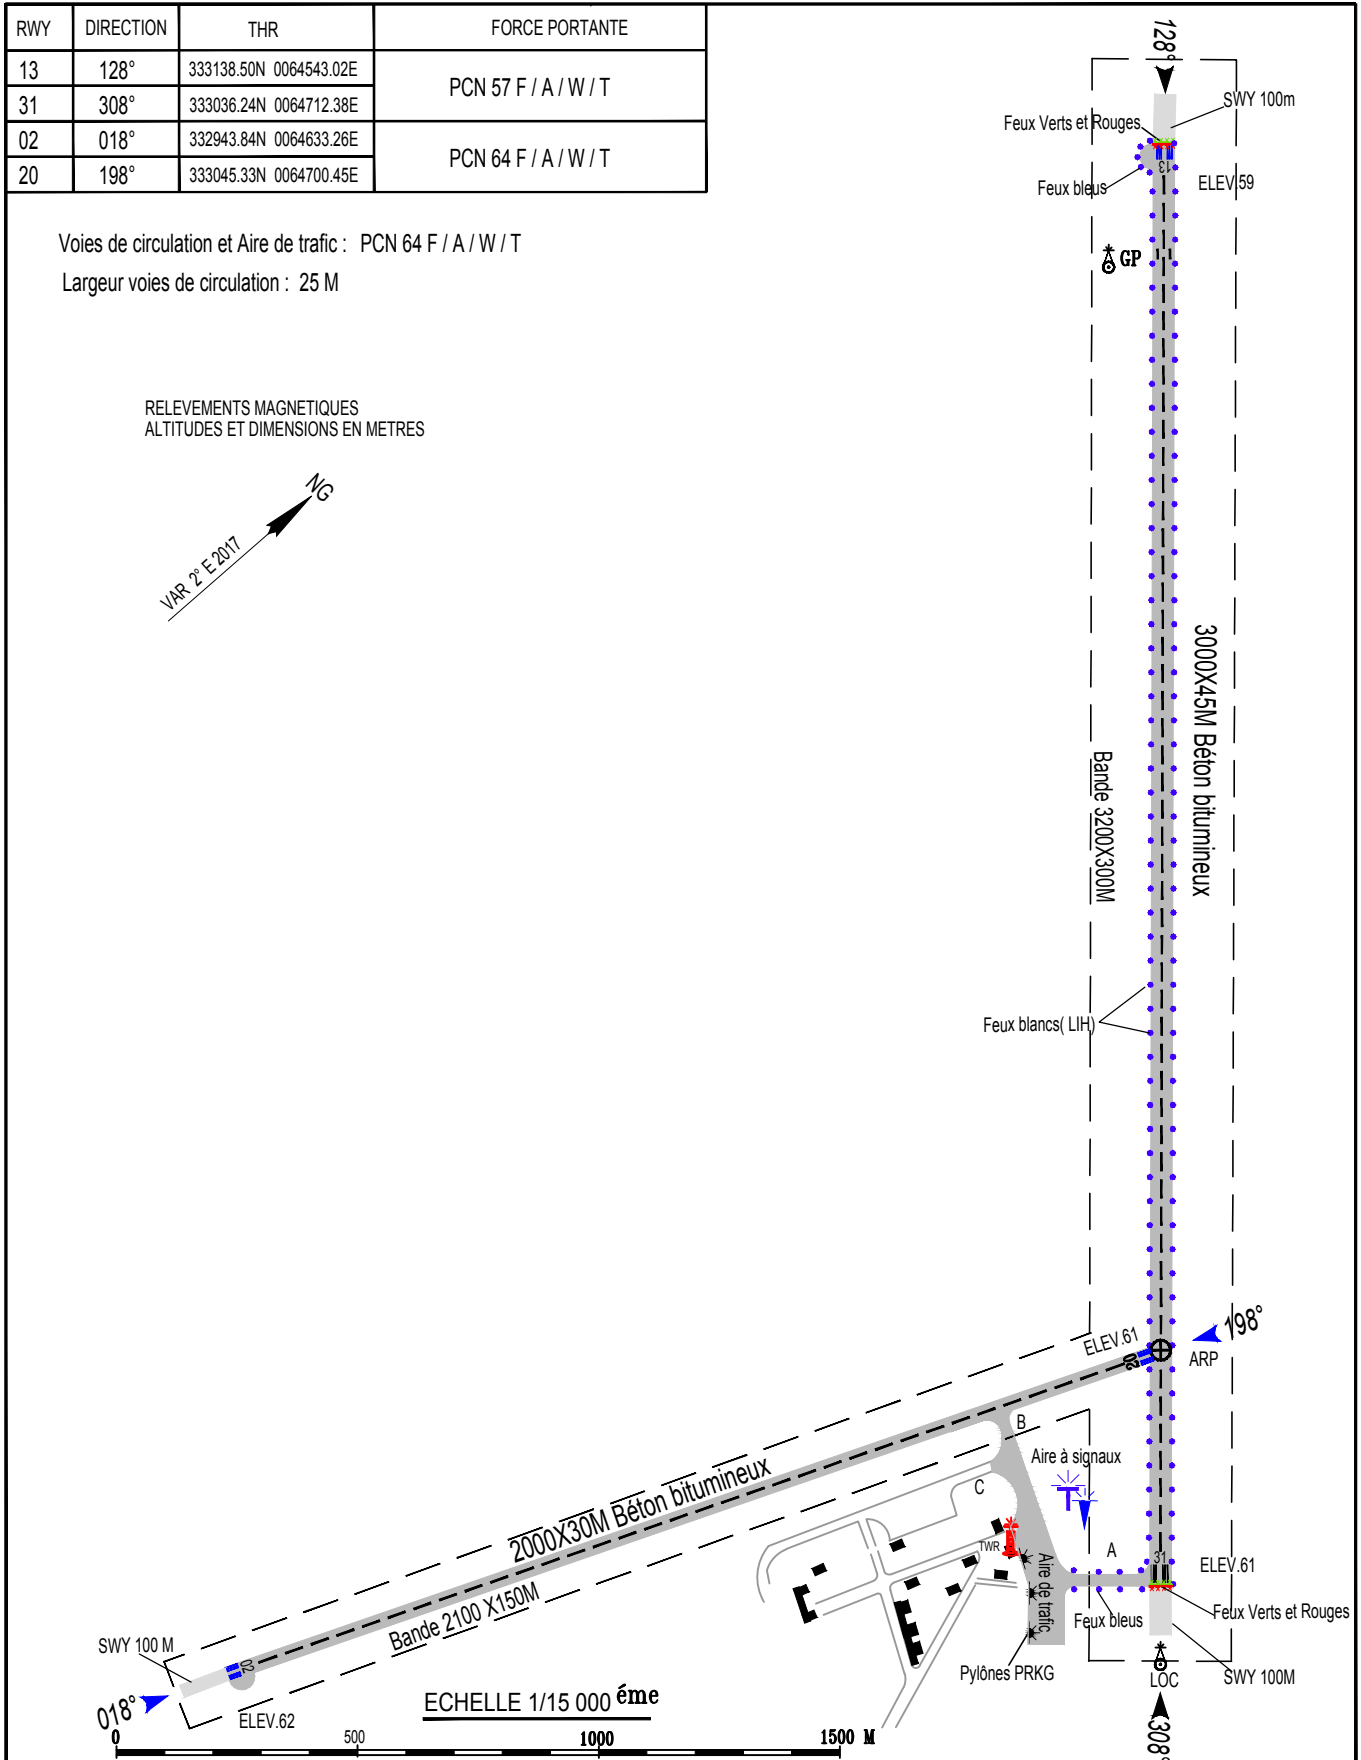 RWY DIRECTION THR FORCE PORTANTE
13 128° 333138.50N 0064543.02E PCN 57 F / A / W / T
31 308° 333036.24N 0064712.38E
02 018° 332943.84N 0064633.26E PCN 64 F / A / W / T
20 198° 333045.33N 0064700.45E
Voies de circulation et Aire de trafic : PCN 64 F / A / W / T
Largeur voies de circulation : 25 M
RELEVEMENTS MAGNETIQUES
ALTITUDES ET DIMENSIONS EN METRES
NG
VAR 2° E 2017
128°
SWY 100m
Feux Verts et Rouges
13
Feux bleus
ELEV.59
GP
3000X45M Béton bitumineux
Bande 3200X300M
Feux blancs( LIH)
198°
ELEV.61
ARP
02
B
Aire à signaux
T
C
2000X30M Béton bitumineux
TWR
A
31
ELEV.61
Aire de trafic
Bande 2100 X150M
Feux bleus
Feux Verts et Rouges
SWY 100 M
02
Pylônes PRKG
LOC
SWY 100M
018°
ELEV.62
ECHELLE 1/15 000 éme
308°
0 500 1000 1500 M